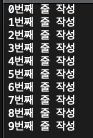 0번째 줄 작성
1번째 줄 작성
2번째 줄 작성
3번째 줄 작성
4번째 줄 작성
5번째 줄 작성
6번째 줄 작성
7번째 줄 작성
8번째 줄 작성
9번째 줄 작성